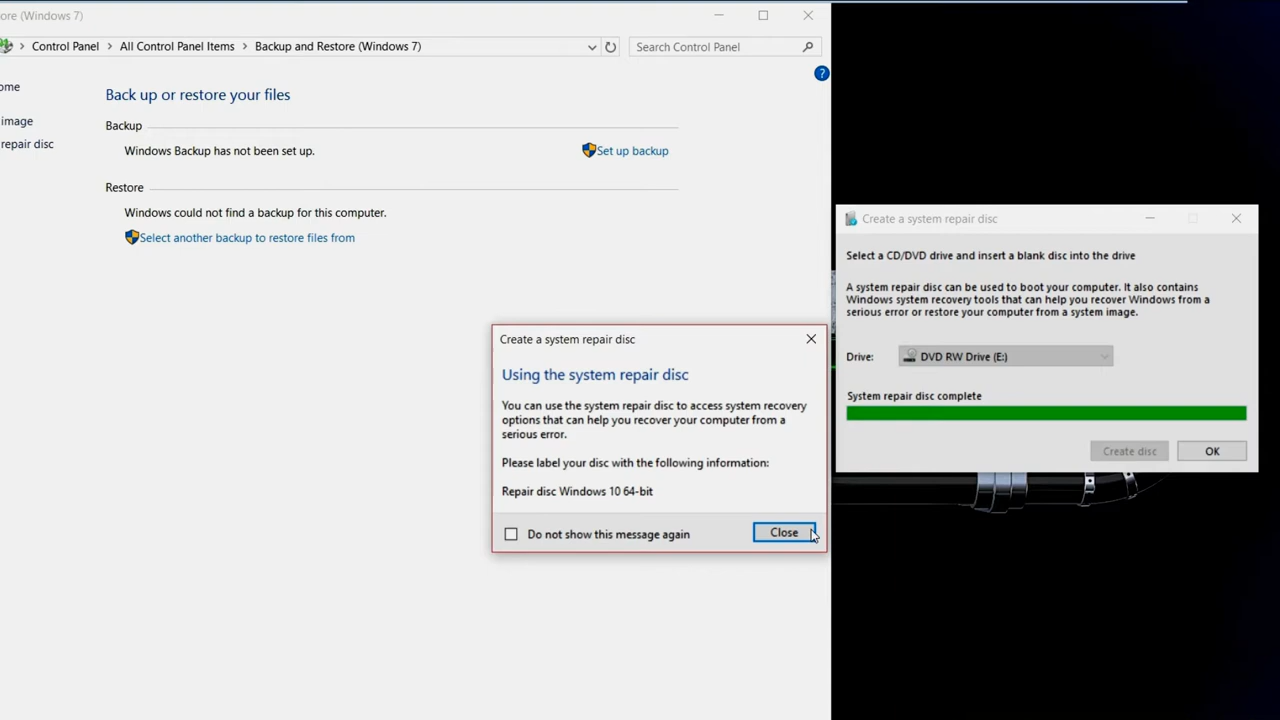 ore (Windows 7)
Control Panel > All Control Panel Items > Backup and Restore (Windows 7)
Search Control Panel
?
ome
image
repair disc
Back up or restore your files
Backup
Windows Backup has not been set up.
Set up backup
Restore
Windows could not find a backup for this computer.
Select another backup to restore files from
Create a system repair disc
Using the system repair disc
You can use the system repair disc to access system recovery
options that can help you recover your computer from a
serious error.
Please label your disc with the following information:
Repair disc Windows 10 64-bit
Do not show this message again
Close
Create a system repair disc
Select a CD/DVD drive and insert a blank disc into the drive
A system repair disc can be used to boot your computer. It also contains
Windows system recovery tools that can help you recover Windows from a
serious error or restore your computer from a system image.
Drive:
DVD RW Drive (E:)
System repair disc complete
Create disc
OK